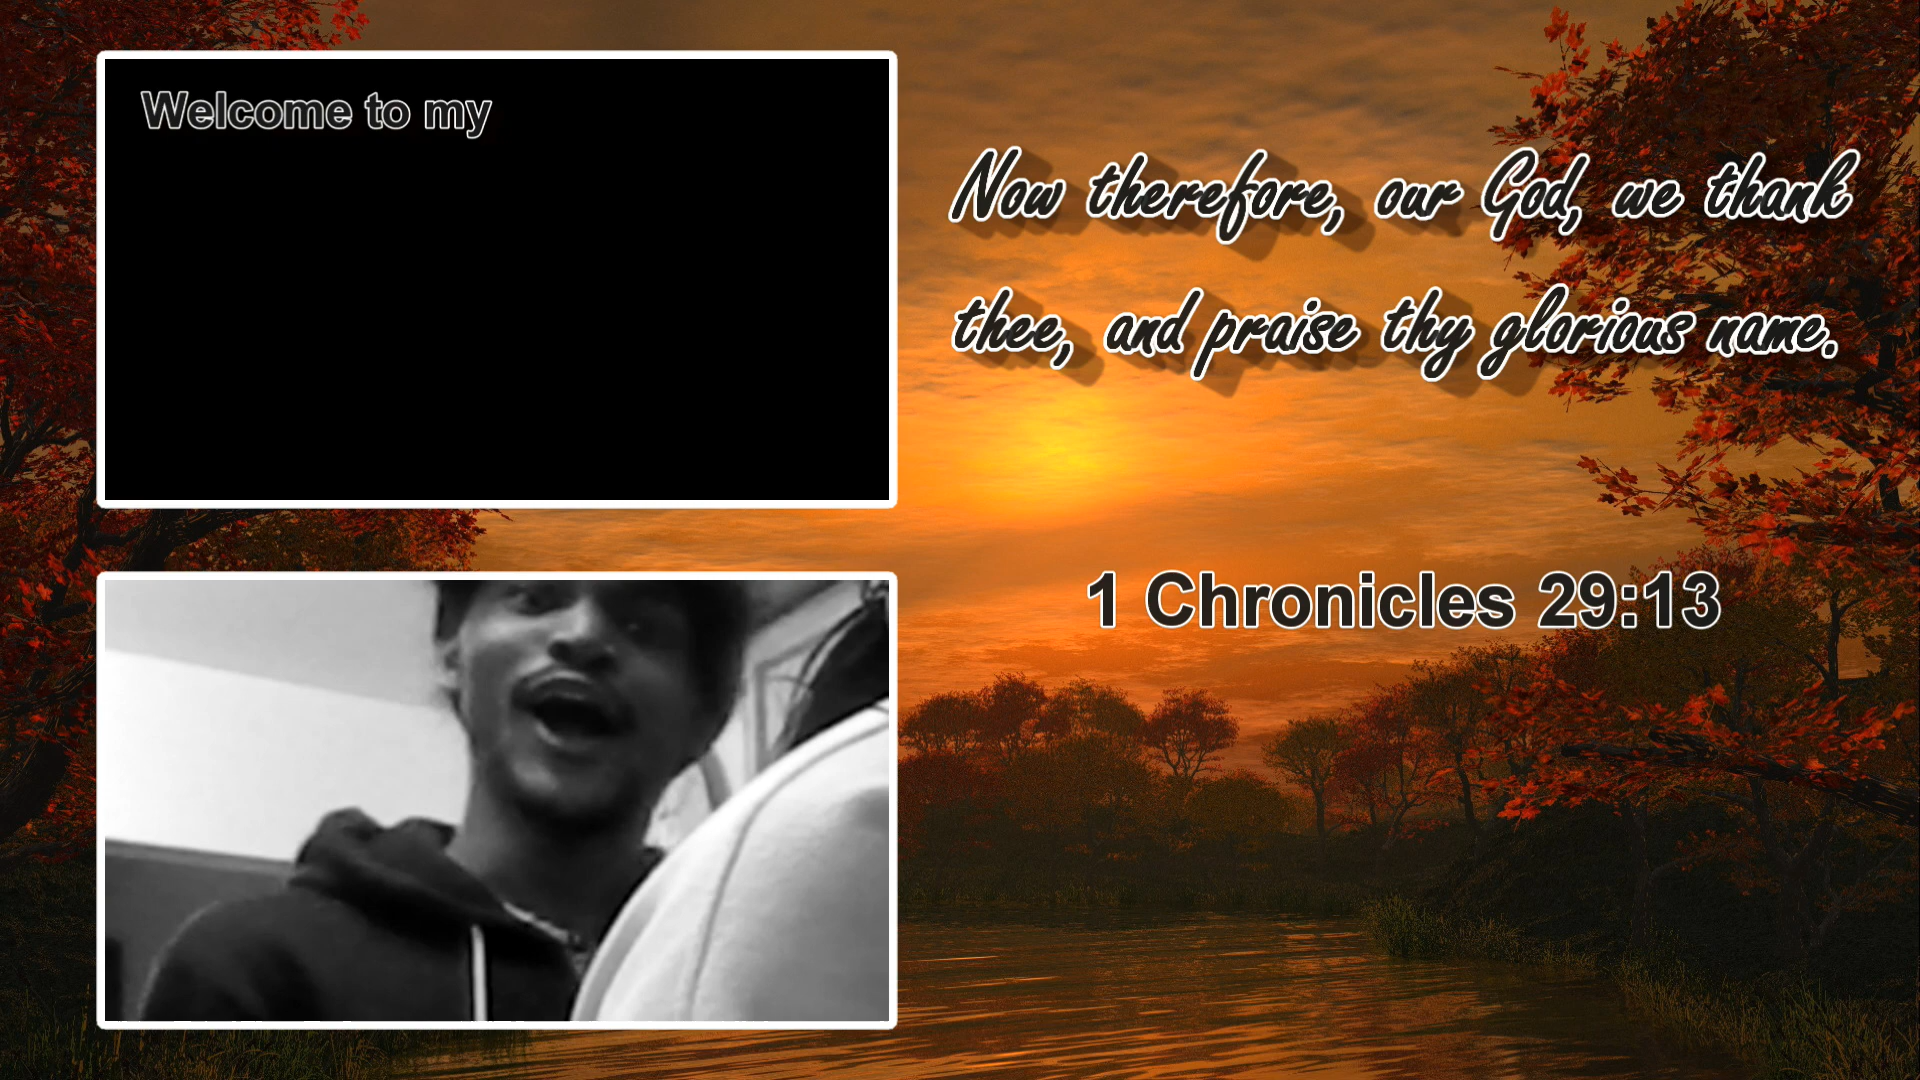 Welcome to my
Now therefore, our God, we thank
thee, and praise thy glorious name.
1 Chronicles 29:13